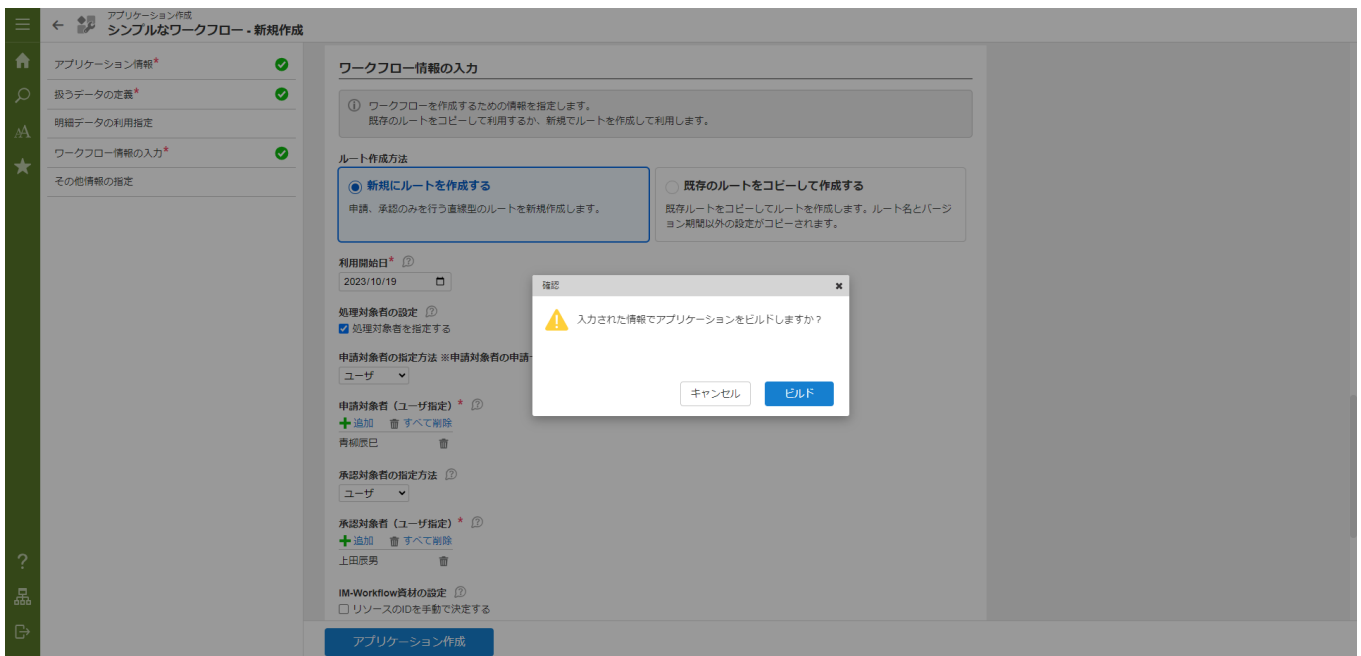 アプリケーション作成
シンプルなワークフロー - 新規作成
アプリケーション情報*
扱うデータの定義*
明細データの利用指定
ワークフロー情報の入力*
その他情報の指定
ワークフロー情報の入力
ワークフローを作成するための情報を指定します。
既存のルートをコピーして利用するか、新規でルートを作成して利用します。
ルート作成方法
新規にルートを作成する
申請、承認のみを行う直線型のルートを新規作成します。
既存のルートをコピーして作成する
既存ルートをコピーしてルートを作成します。ルート名とバージ
ョン期間以外の設定がコピーされます。
利用開始日*
2023/10/19
処理対象者の設定
処理対象者を指定する
申請対象者の指定方法 ※申請対象者の申請
ユーザ
申請対象者（ユーザ指定）*
追加 すべて削除
青柳辰巳
承認対象者の指定方法
ユーザ
承認対象者（ユーザ指定）*
追加 すべて削除
上田辰男
IM-Workflow資材の設定
リソースのIDを手動で決定する
アプリケーション作成
確認
入力された情報でアプリケーションをビルドしますか？
キャンセル
ビルド